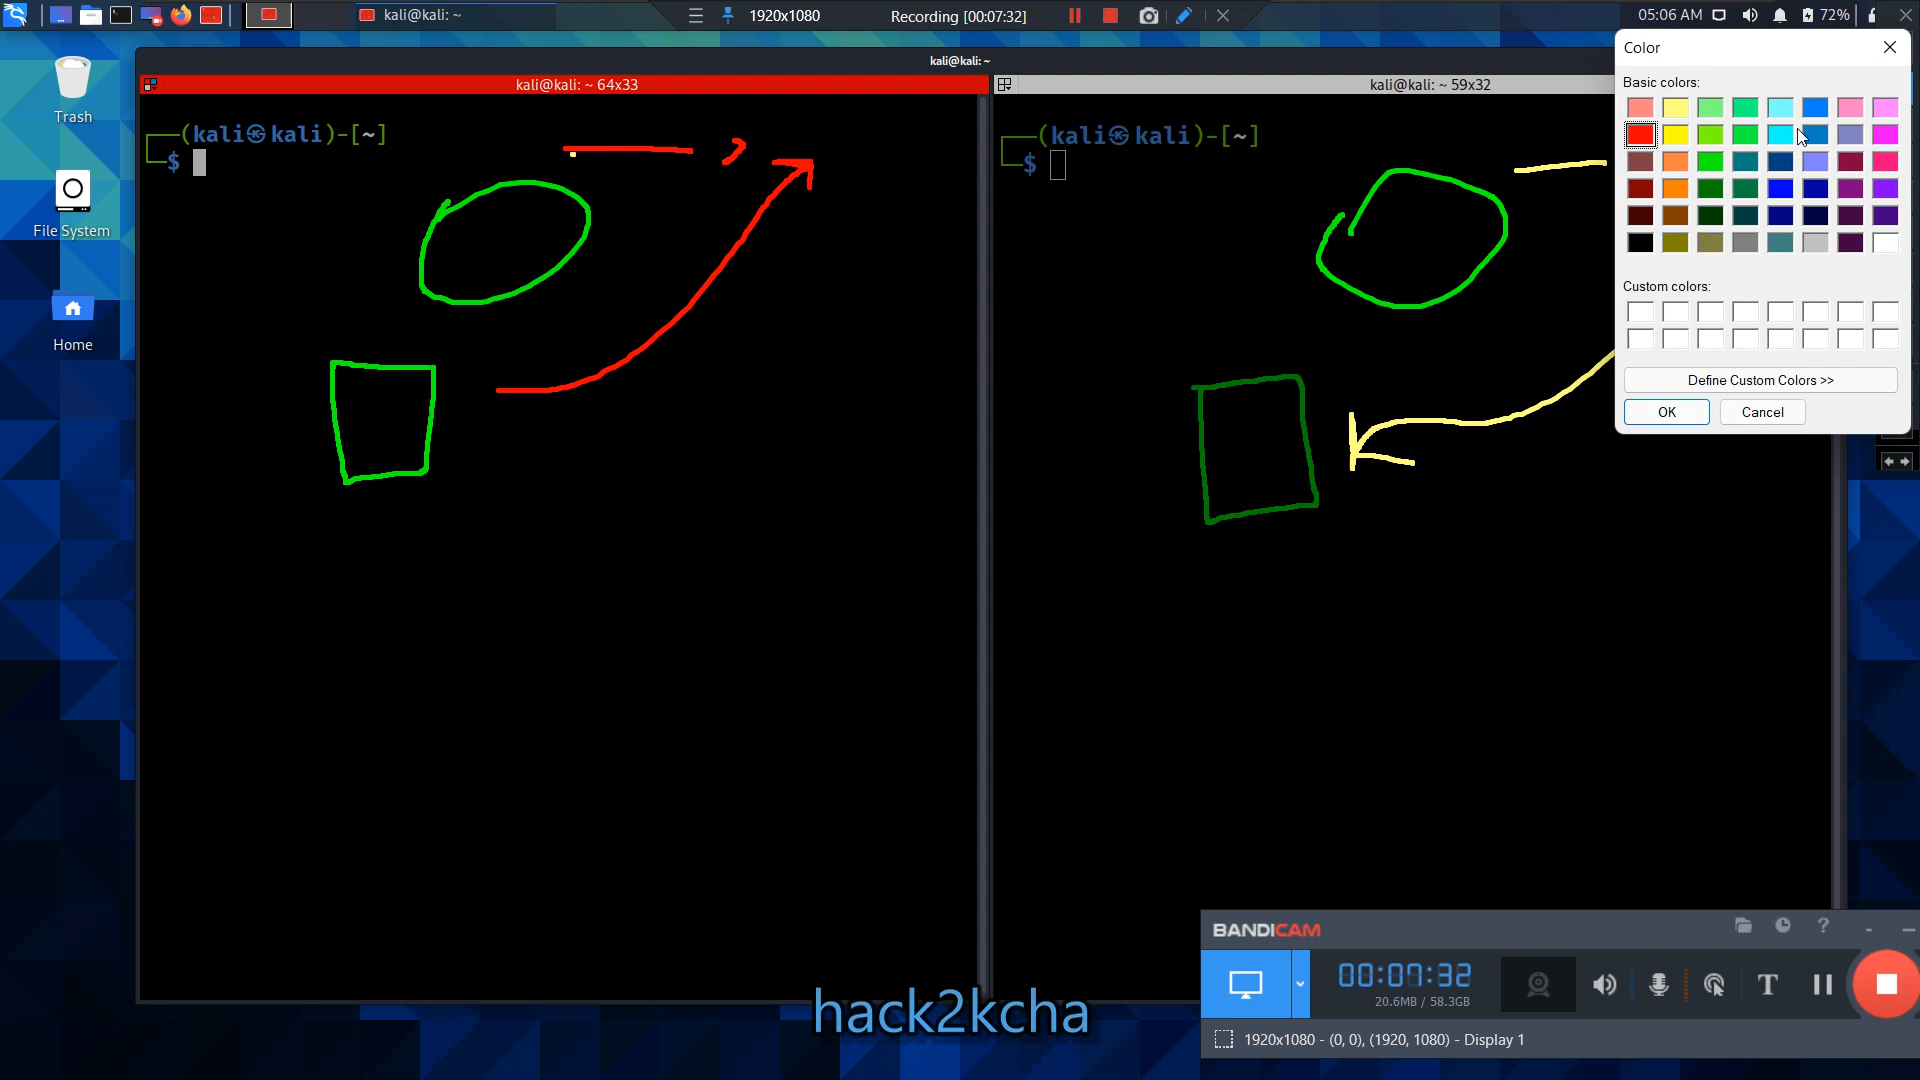 kali@kali: ~
1920x1080
Recording [00:07:32]
05:06 AM
72%
Trash
File System
Home
kali@kali: ~
kali@kali: ~ 64x33
kali@kali: ~ 59x32
(kali㉿kali)-[~]
$
(kali㉿kali)-[~]
$
Color
Basic colors:
Custom colors:
Define Custom Colors >>
OK
Cancel
BANDICAM
?
00:07:32
20.6MB / 58.3GB
T
1920x1080 - (0, 0), (1920, 1080) - Display 1
hack2kcha